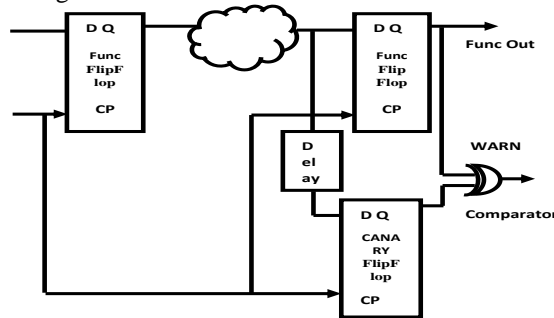 D Q
Func
FlipF
lop
CP
D Q
Func
Flip
Flop
CP
Func Out
D
el
ay
WARN
Comparator
D Q
CANA
RY
FlipF
lop
CP